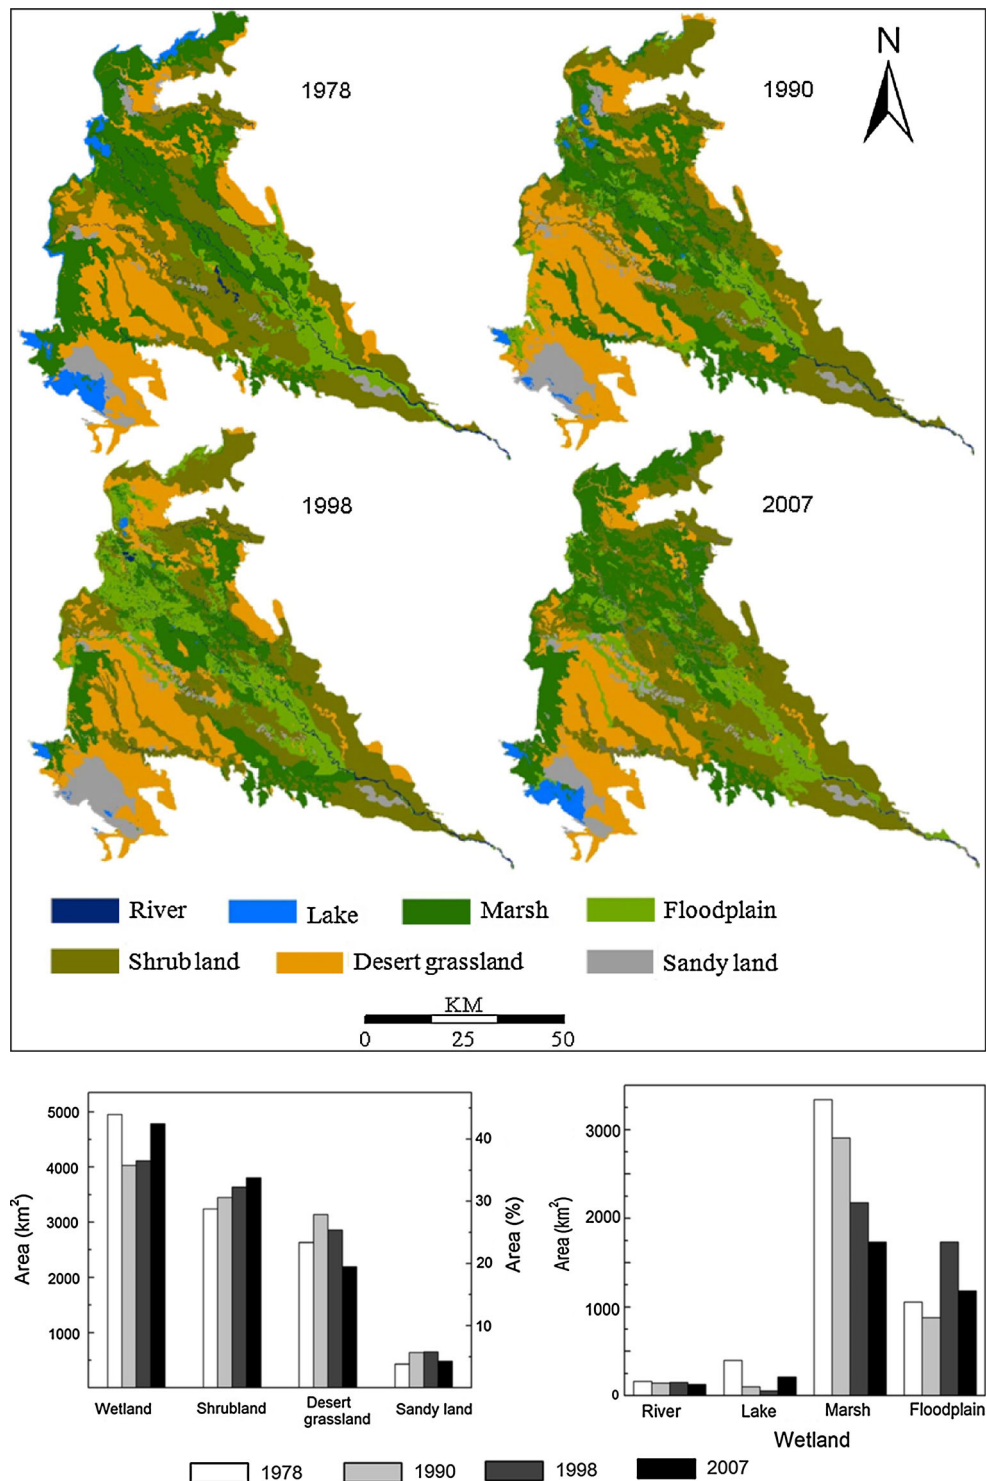 N
1978
1990
1998
2007
River
Lake
Marsh
Floodplain
Shrub land
Desert grassland
Sandy land
KM
0 25 50
Area (km2)
5000
4000
3000
2000
1000
Area (%)
40
30
20
10
Wetland
Shrubland
Desert
grassland
Sandy land
Area (km2)
3000
2000
1000
0
River
Lake
Marsh
Floodplain
Wetland
1978
1990
1998
2007